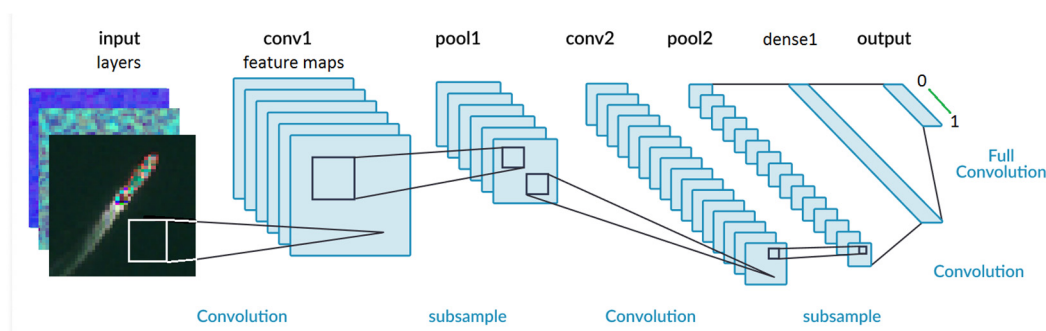 input
layers
conv1
feature maps
pool1
conv2
pool2
dense1
output
0
1
Full
Convolution
Convolution
Convolution
subsample
Convolution
subsample